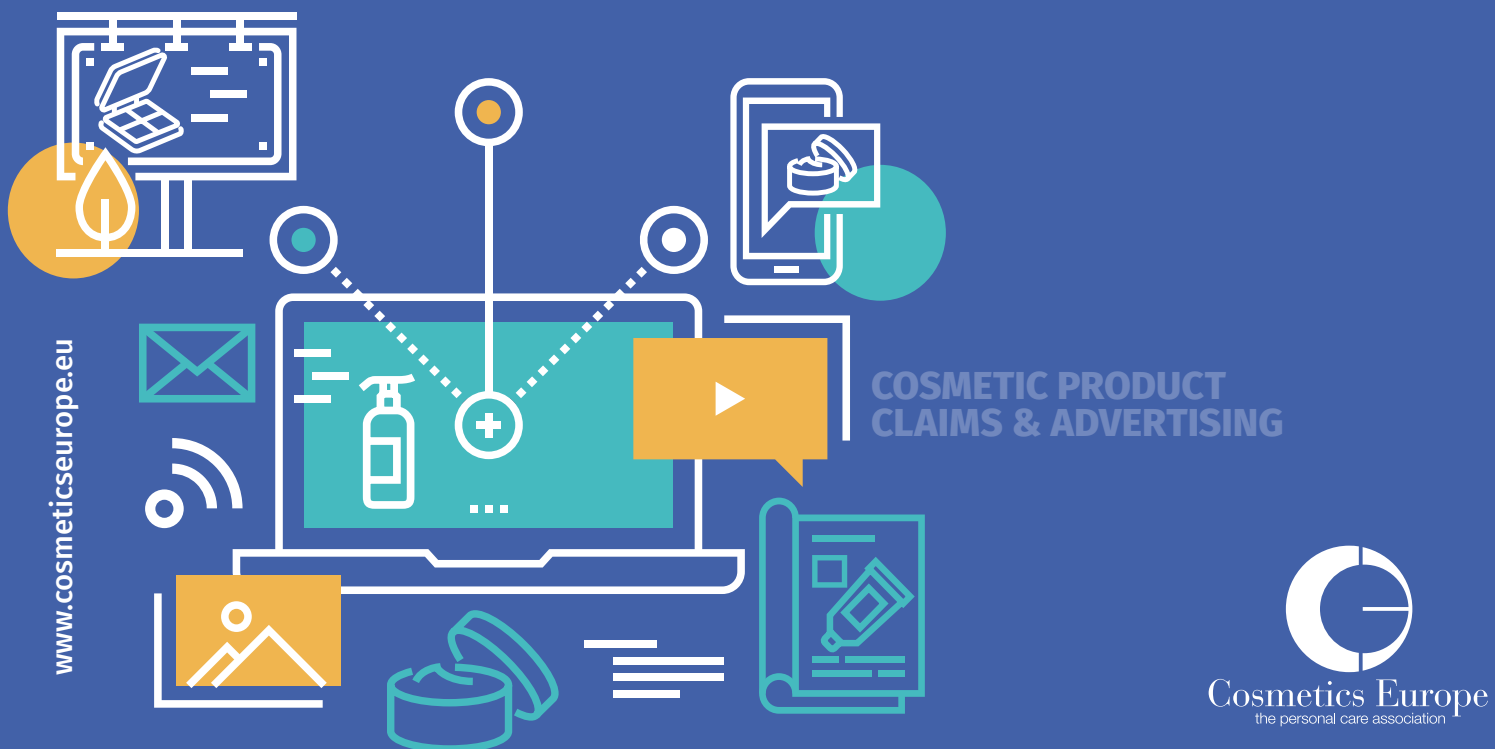 www.cosmeticseurope.eu
COSMETIC PRODUCT
CLAIMS & ADVERTISING
Cosmetics Europe
the personal care association